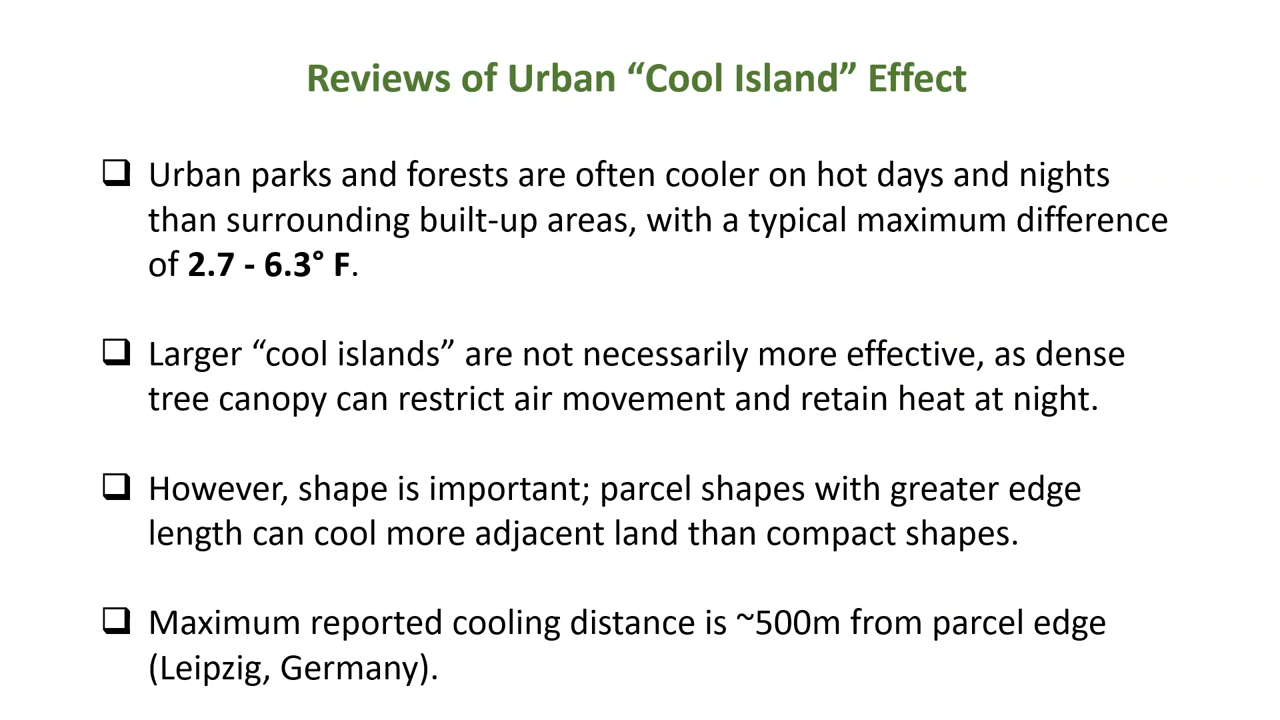 Reviews of Urban “Cool Island” Effect
❑ Urban parks and forests are often cooler on hot days and nights
than surrounding built-up areas, with a typical maximum difference
of 2.7 - 6.3° F.
❑ Larger “cool islands” are not necessarily more effective, as dense
tree canopy can restrict air movement and retain heat at night.
❑ However, shape is important; parcel shapes with greater edge
length can cool more adjacent land than compact shapes.
❑ Maximum reported cooling distance is ~500m from parcel edge
(Leipzig, Germany).